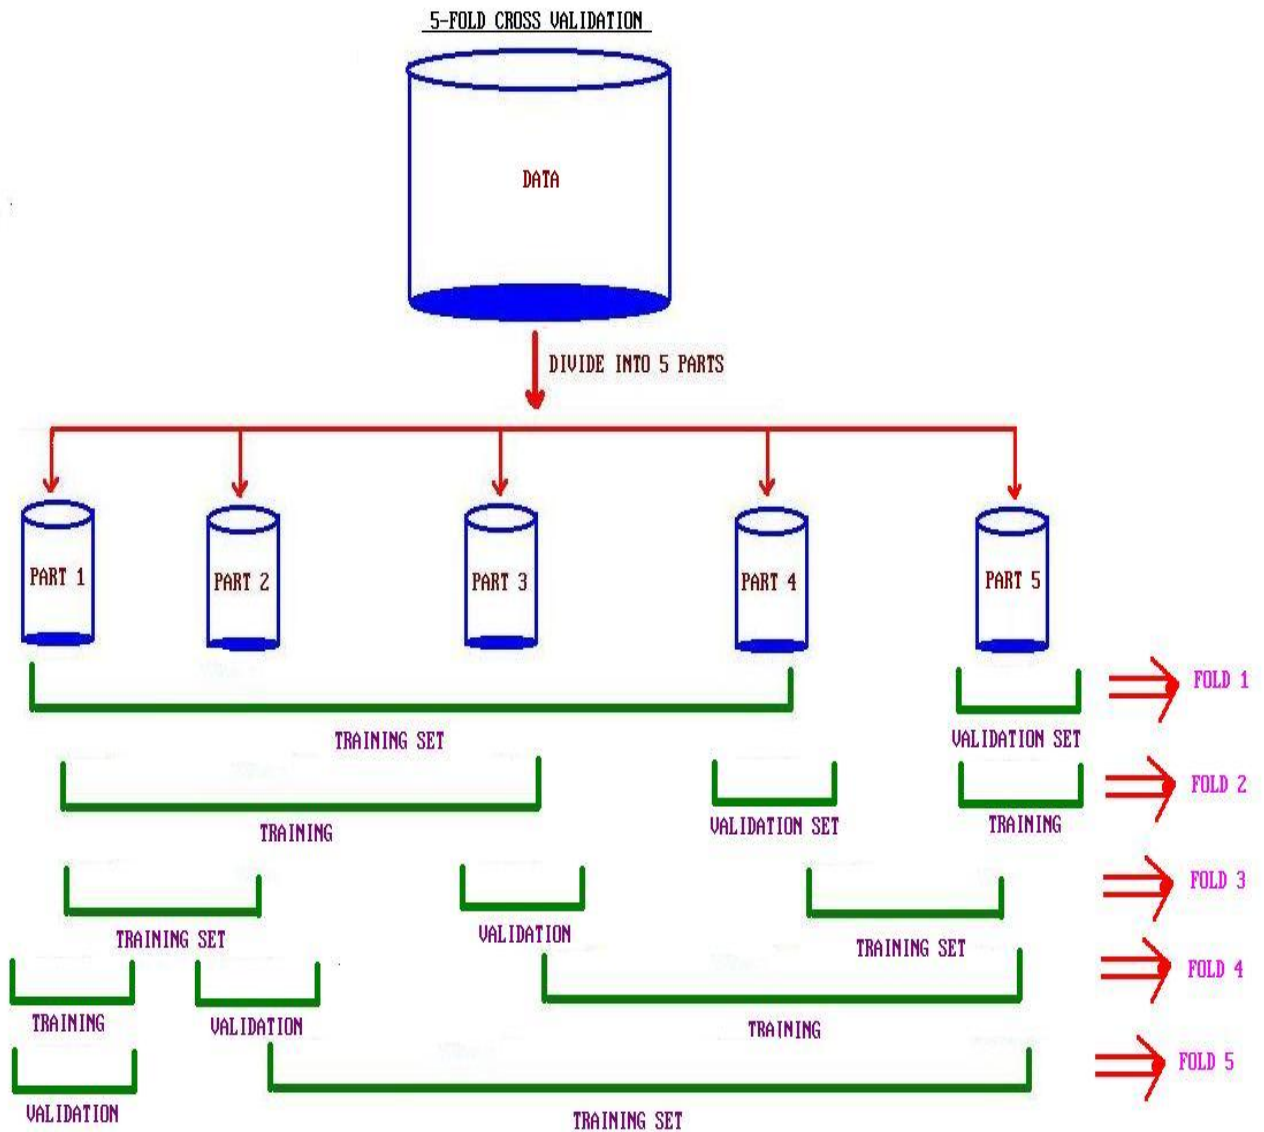 5-FOLD CROSS VALIDATION
DATA
DIVIDE INTO 5 PARTS
PART 1
PART 2
PART 3
PART 4
PART 5
FOLD 1
TRAINING SET
VALIDATION SET
FOLD 2
TRAINING
VALIDATION SET
TRAINING
FOLD 3
TRAINING SET
VALIDATION
TRAINING SET
FOLD 4
TRAINING
VALIDATION
TRAINING
FOLD 5
VALIDATION
TRAINING SET